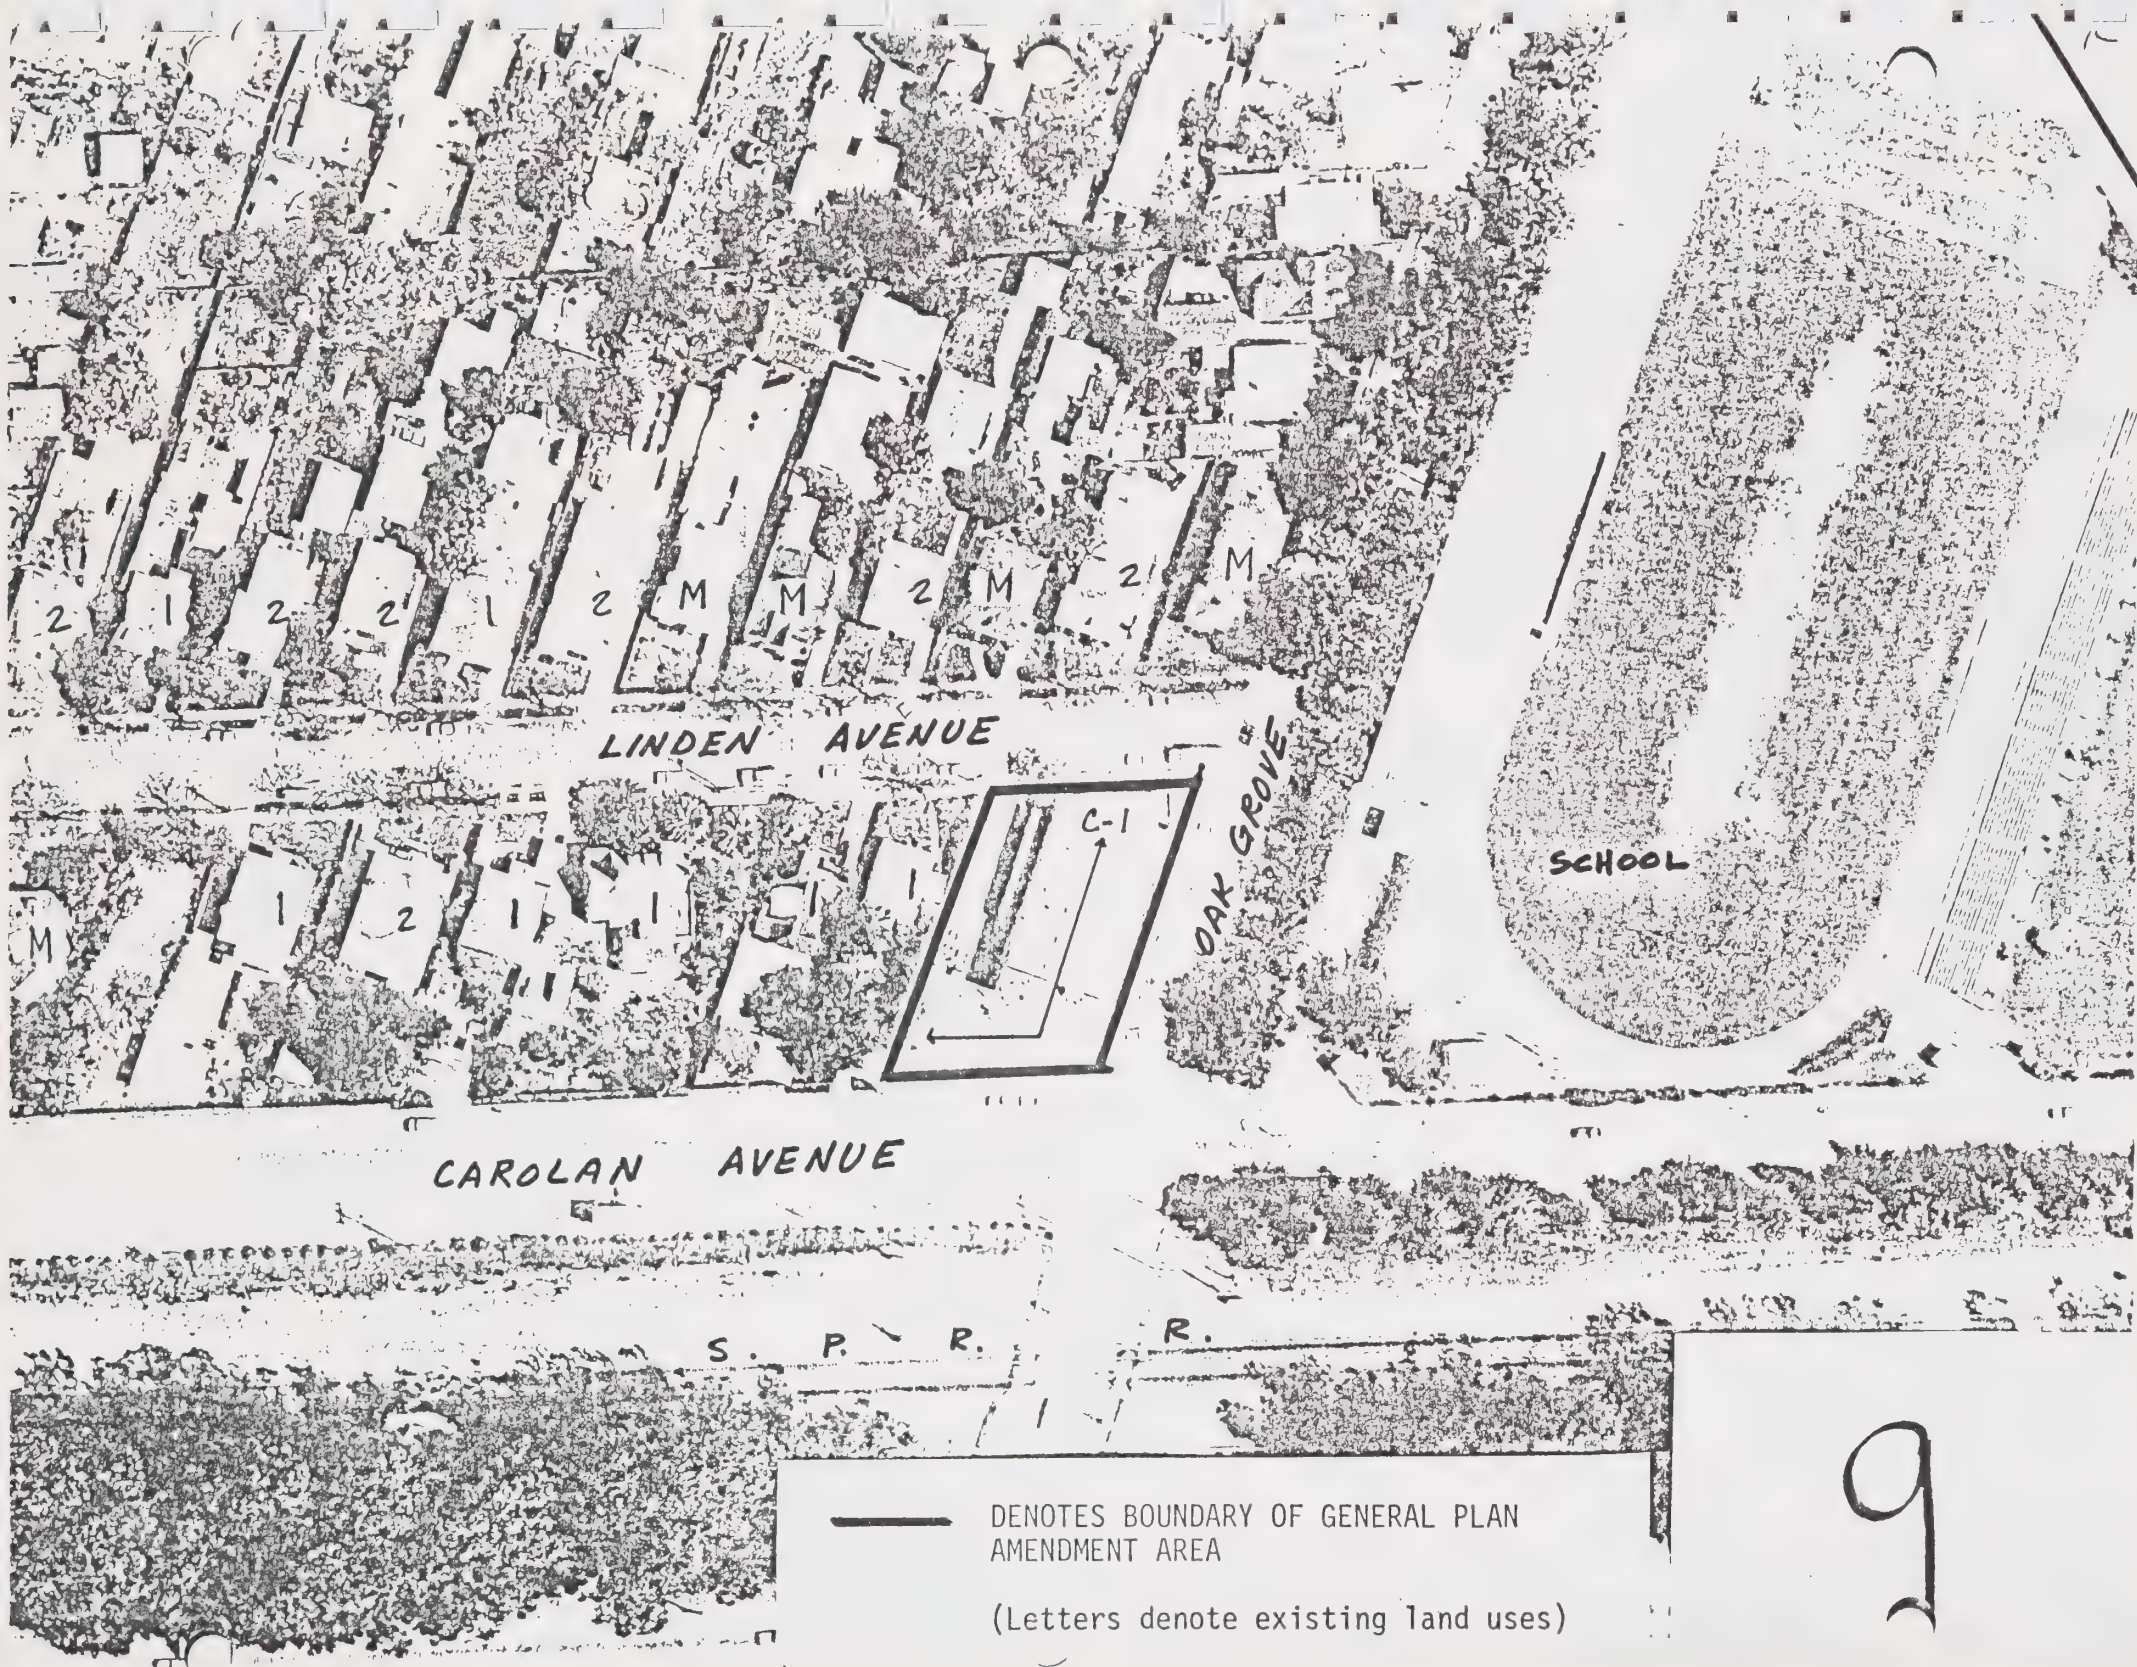 2 1 2 2 1 2 M M 2 M 2 M
LINDEN AVENUE
OAK GROVE
C-1
SCHOOL
M 1 2 1 1 1 1
CAROLAN AVENUE
S. P. R. R.
DENOTES BOUNDARY OF GENERAL PLAN
AMENDMENT AREA
(Letters denote existing land uses)
9